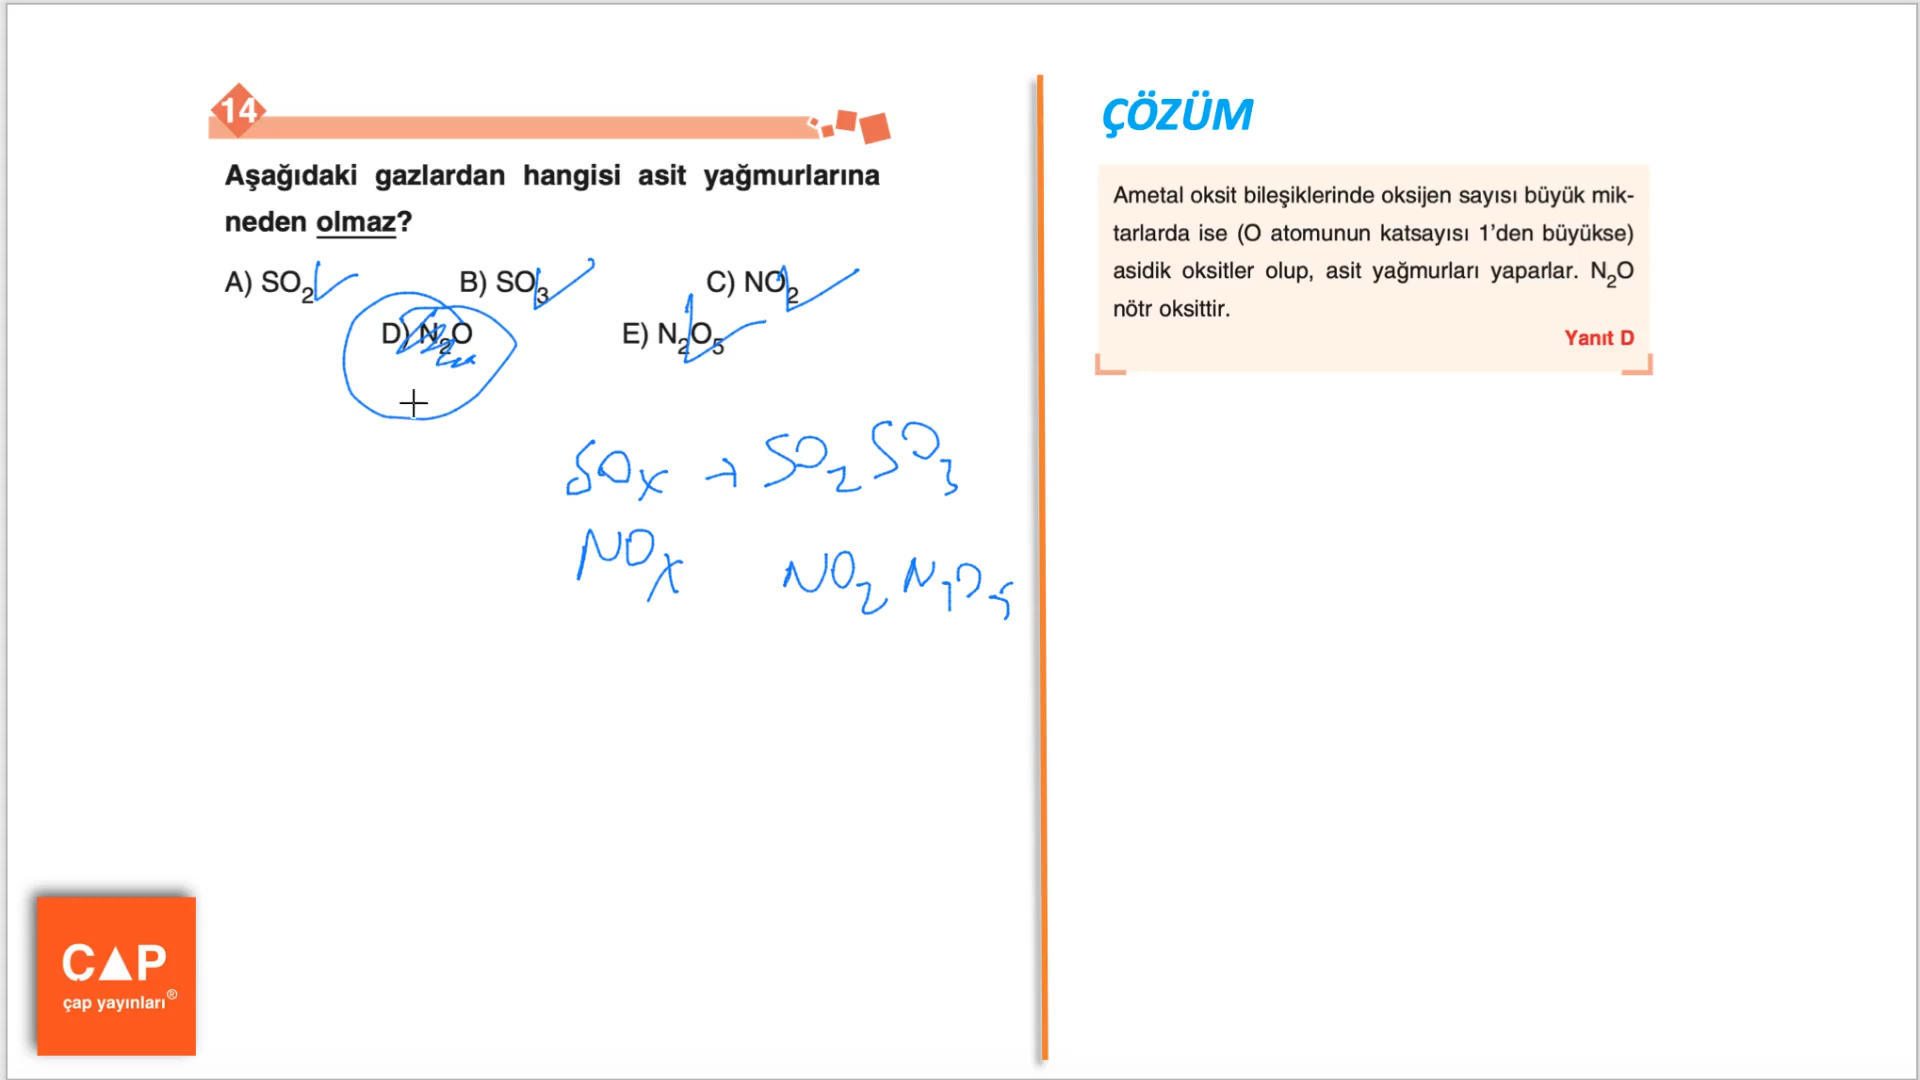 14
Aşağıdaki gazlardan hangisi asit yağmurlarına
neden olmaz?
A) SO₂ B) SO₃ C) NO₂
D) N₂O E) N₂O₅
SOₓ → SO₂ SO₃
NOₓ NO₂ N₂O₅
ÇÖZÜM
Ametal oksit bileşiklerinde oksijen sayısı büyük mik-
tarlarda ise (O atomunun katsayısı 1’den büyükse)
asidik oksitler olup, asit yağmurları yaparlar. N₂O
nötr oksittir.
Yanıt D
ÇAP
çap yayınları®